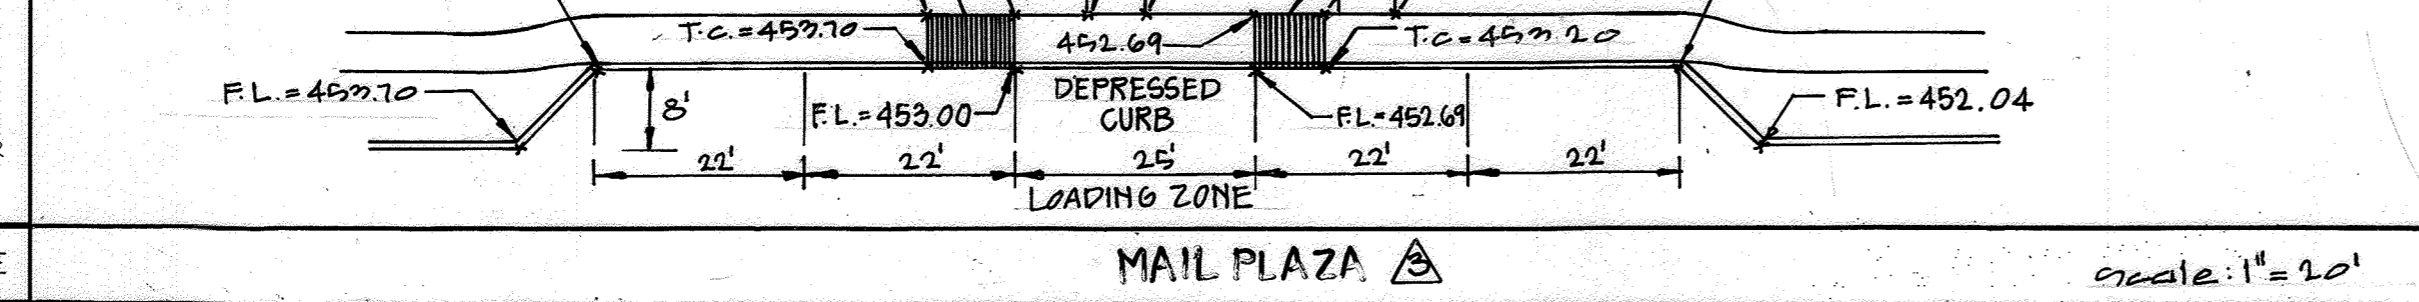 T.C.=453.70
452.69
T.C=453.20
F.L.=453.70
8'
F.L.=453.00
DEPRESSED
CURB
F.L.=452.69
F.L.=452.04
22'
22'
25'
22'
22'
LOADING ZONE
MAIL PLAZA 3
Scale: 1"=20'
E